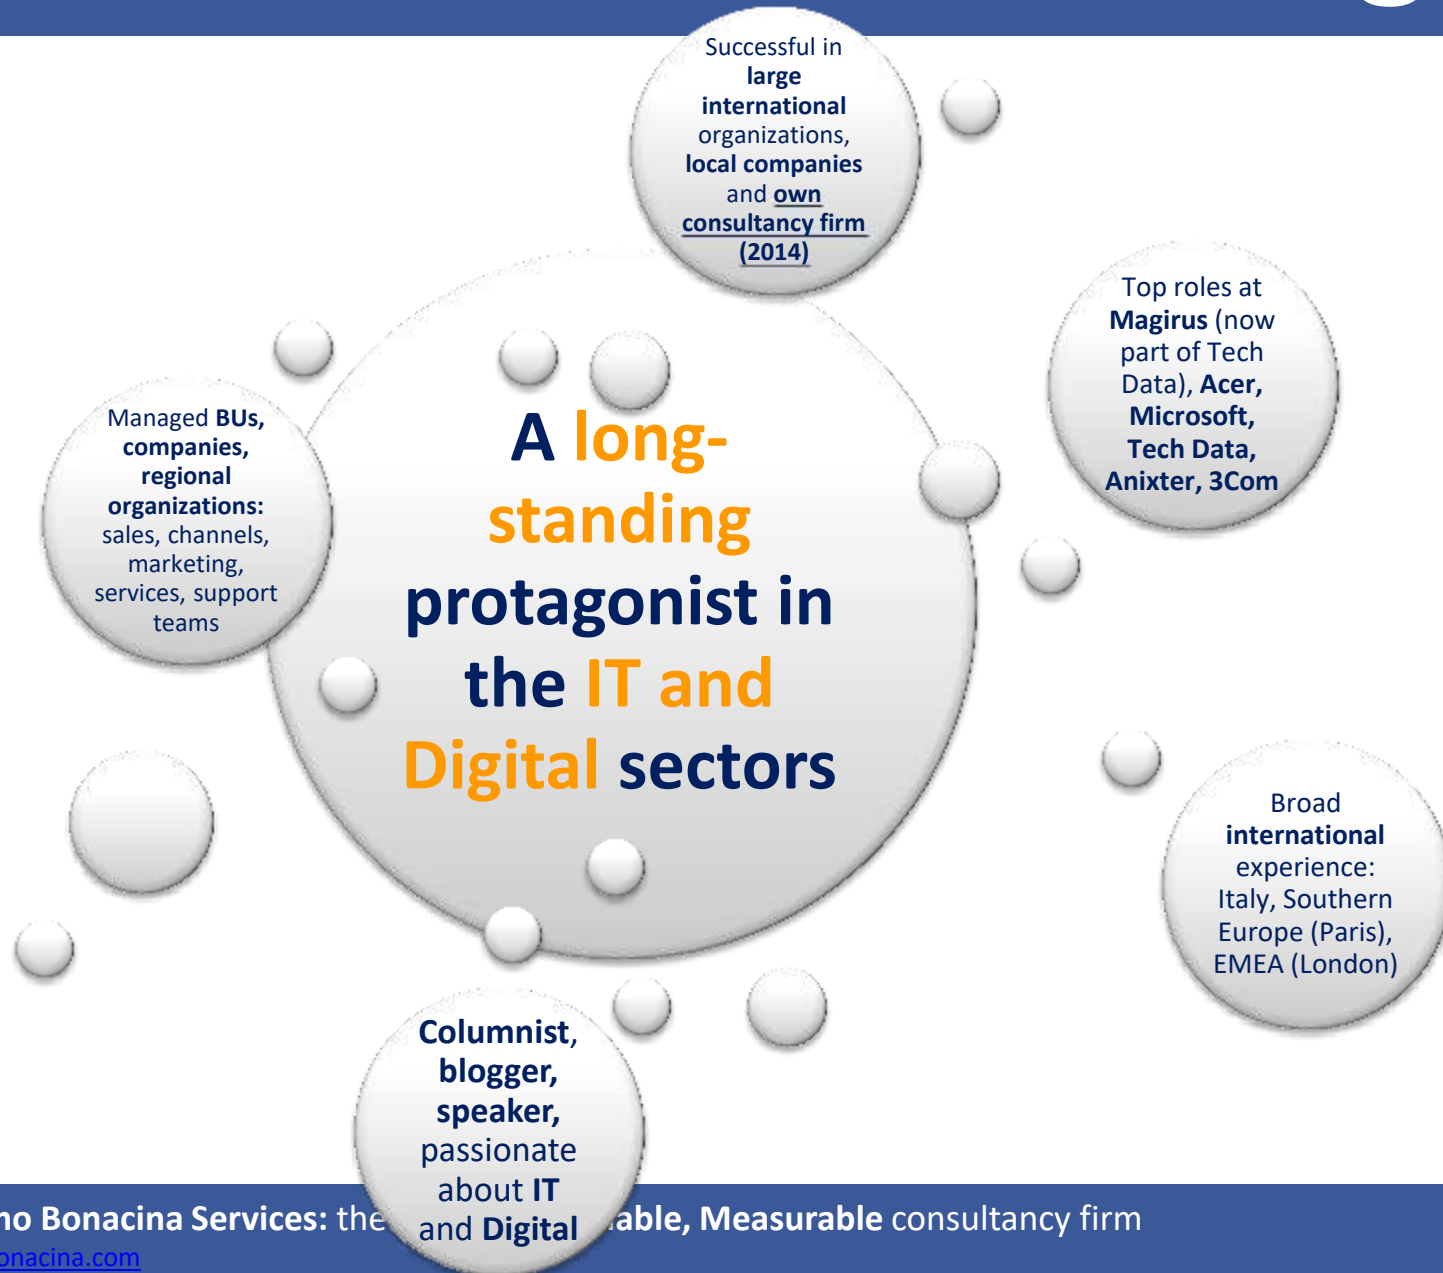 Successful in
large
international
organizations,
local companies
and own
consultancy firm
(2014)
Top roles at
Magirus (now
part of Tech
Data), Acer,
Microsoft,
Tech Data,
Anixter, 3Com
Managed BUs,
companies,
regional
organizations:
sales, channels,
marketing,
services, support
teams
A long-
standing
protagonist in
the IT and
Digital sectors
Broad
international
experience:
Italy, Southern
Europe (Paris),
EMEA (London)
Columnist,
blogger,
speaker,
passionate
about IT
and Digital
no Bonacina Services: the able, Measurable consultancy firm
onacina.com